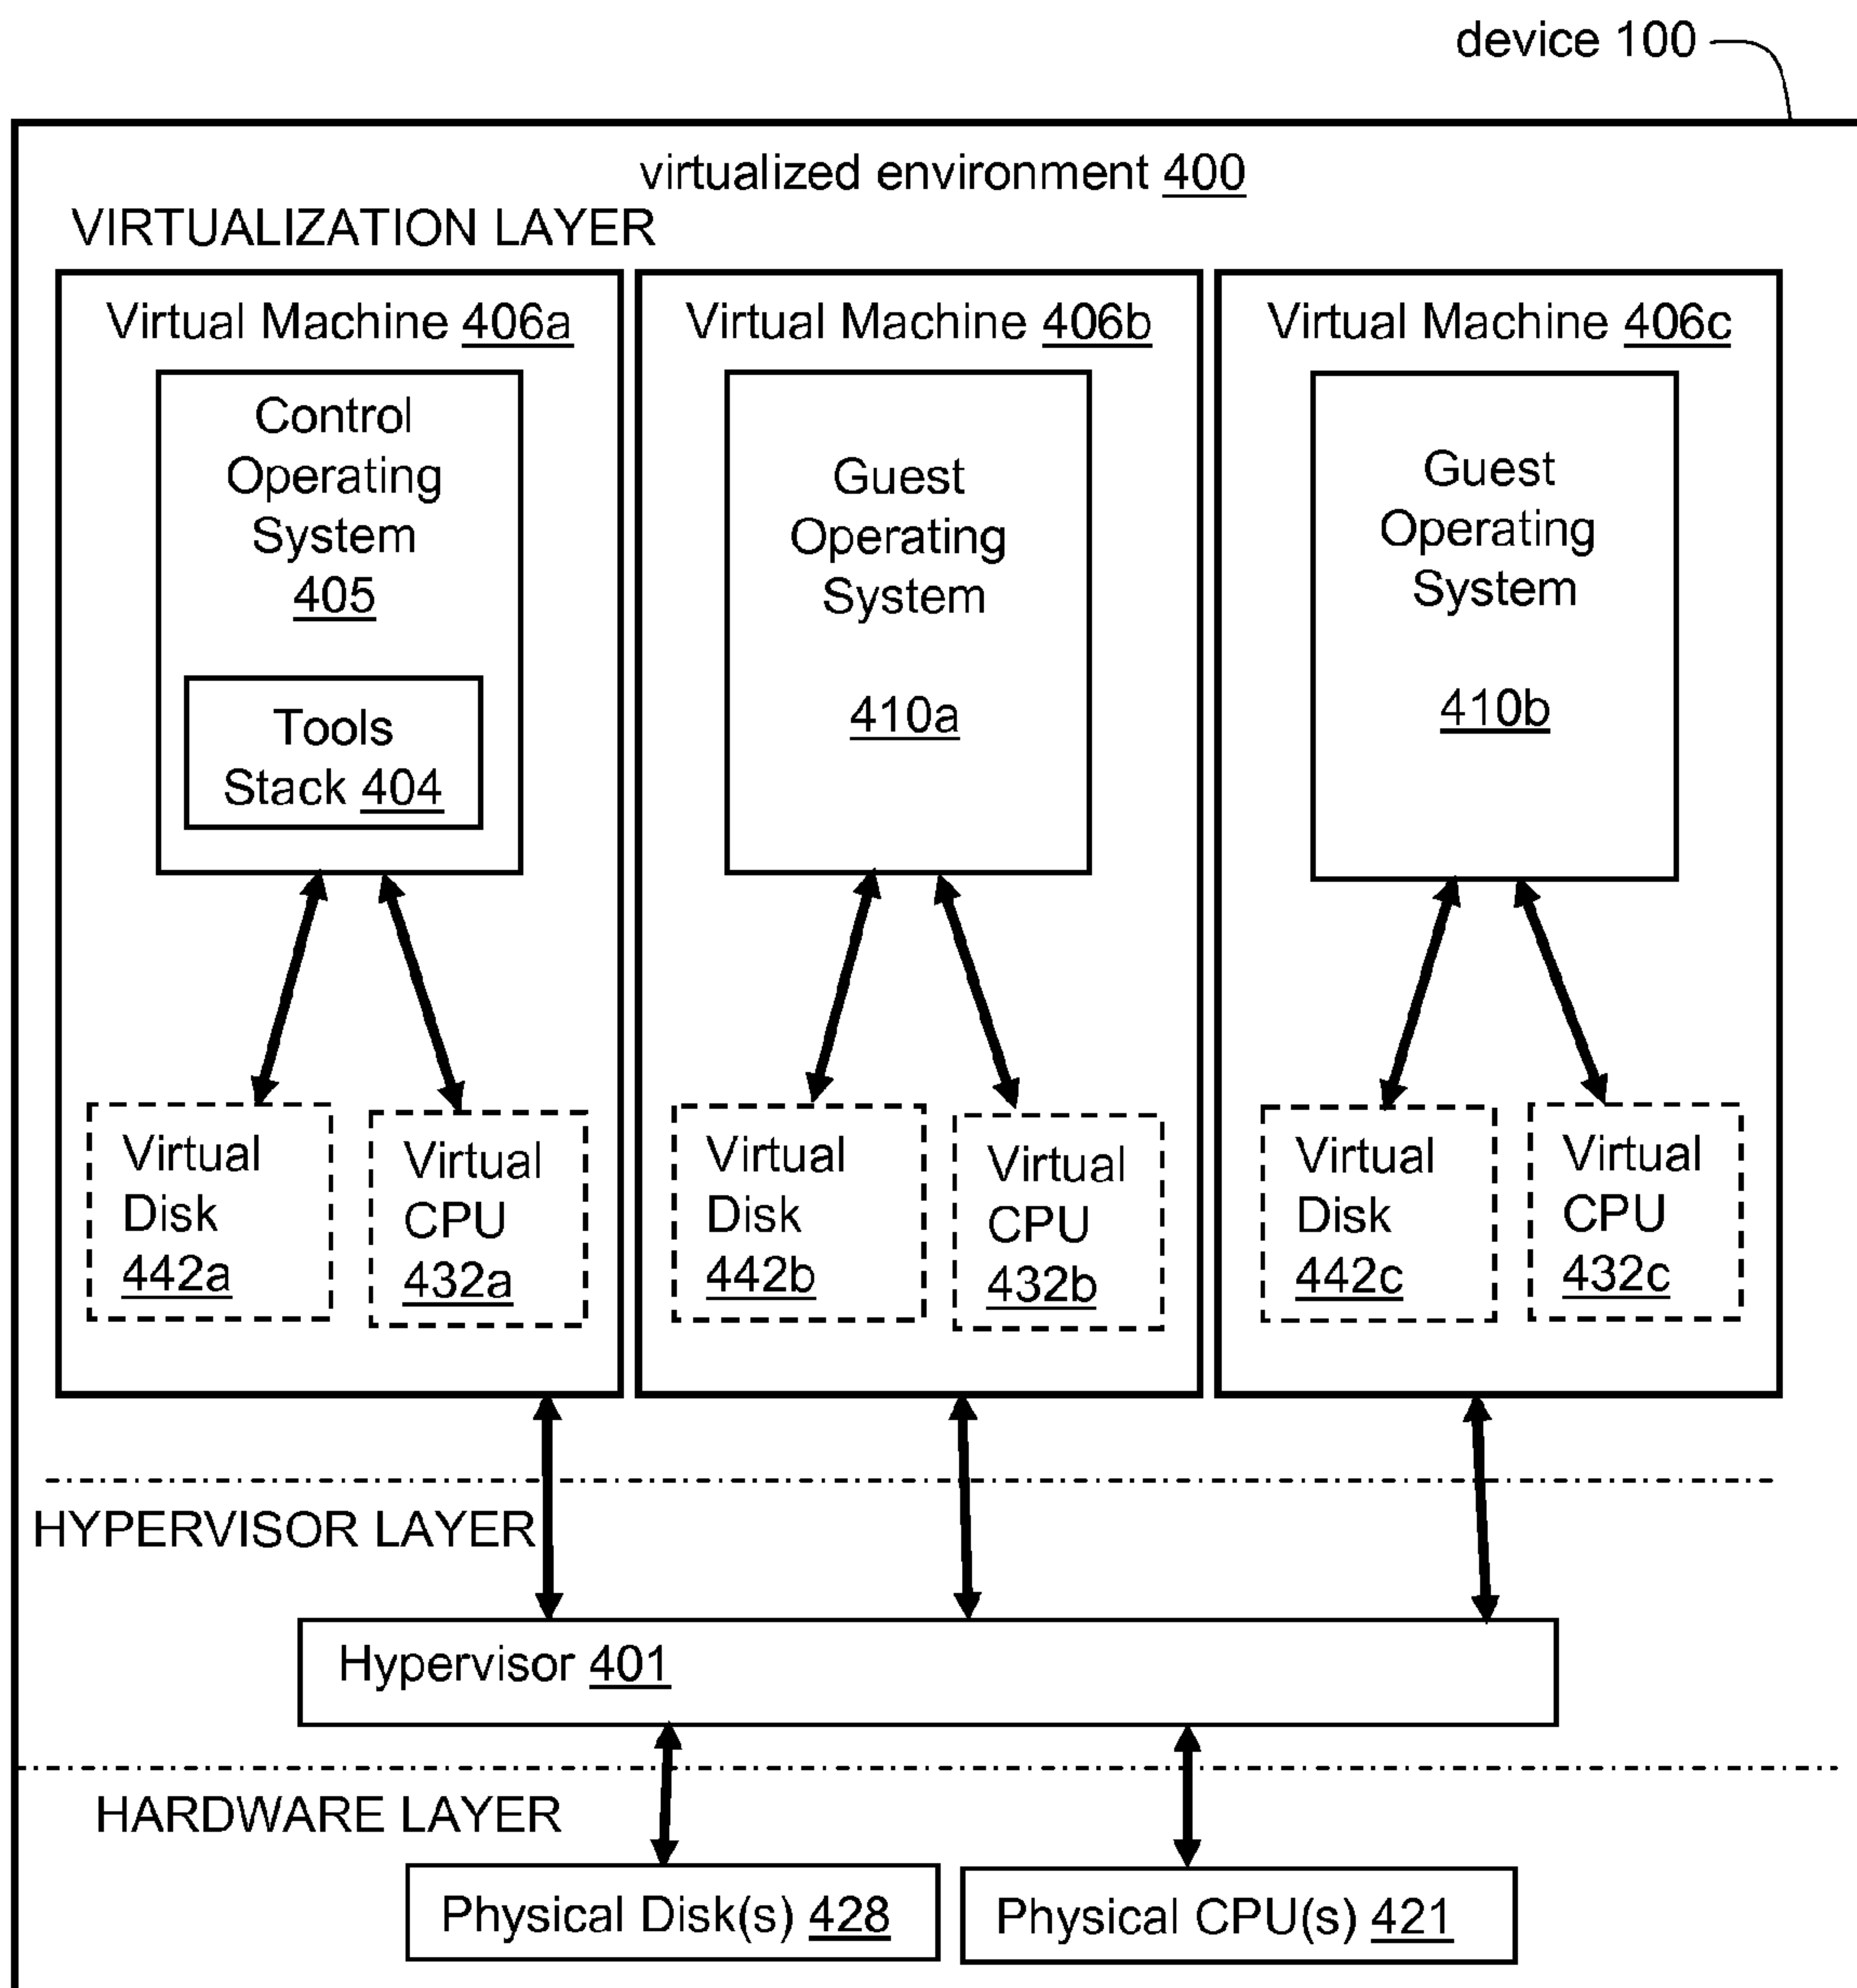 device 100
virtualized environment 400
VIRTUALIZATION LAYER
Virtual Machine 406a
Control
Operating
System
405
Tools
Stack 404
Virtual
Disk
442a
Virtual
CPU
432a
Virtual Machine 406b
Guest
Operating
System
410a
Virtual
Disk
442b
Virtual
CPU
432b
Virtual Machine 406c
Guest
Operating
System
410b
Virtual
Disk
442c
Virtual
CPU
432c
HYPERVISOR LAYER
Hypervisor 401
HARDWARE LAYER
Physical Disk(s) 428
Physical CPU(s) 421